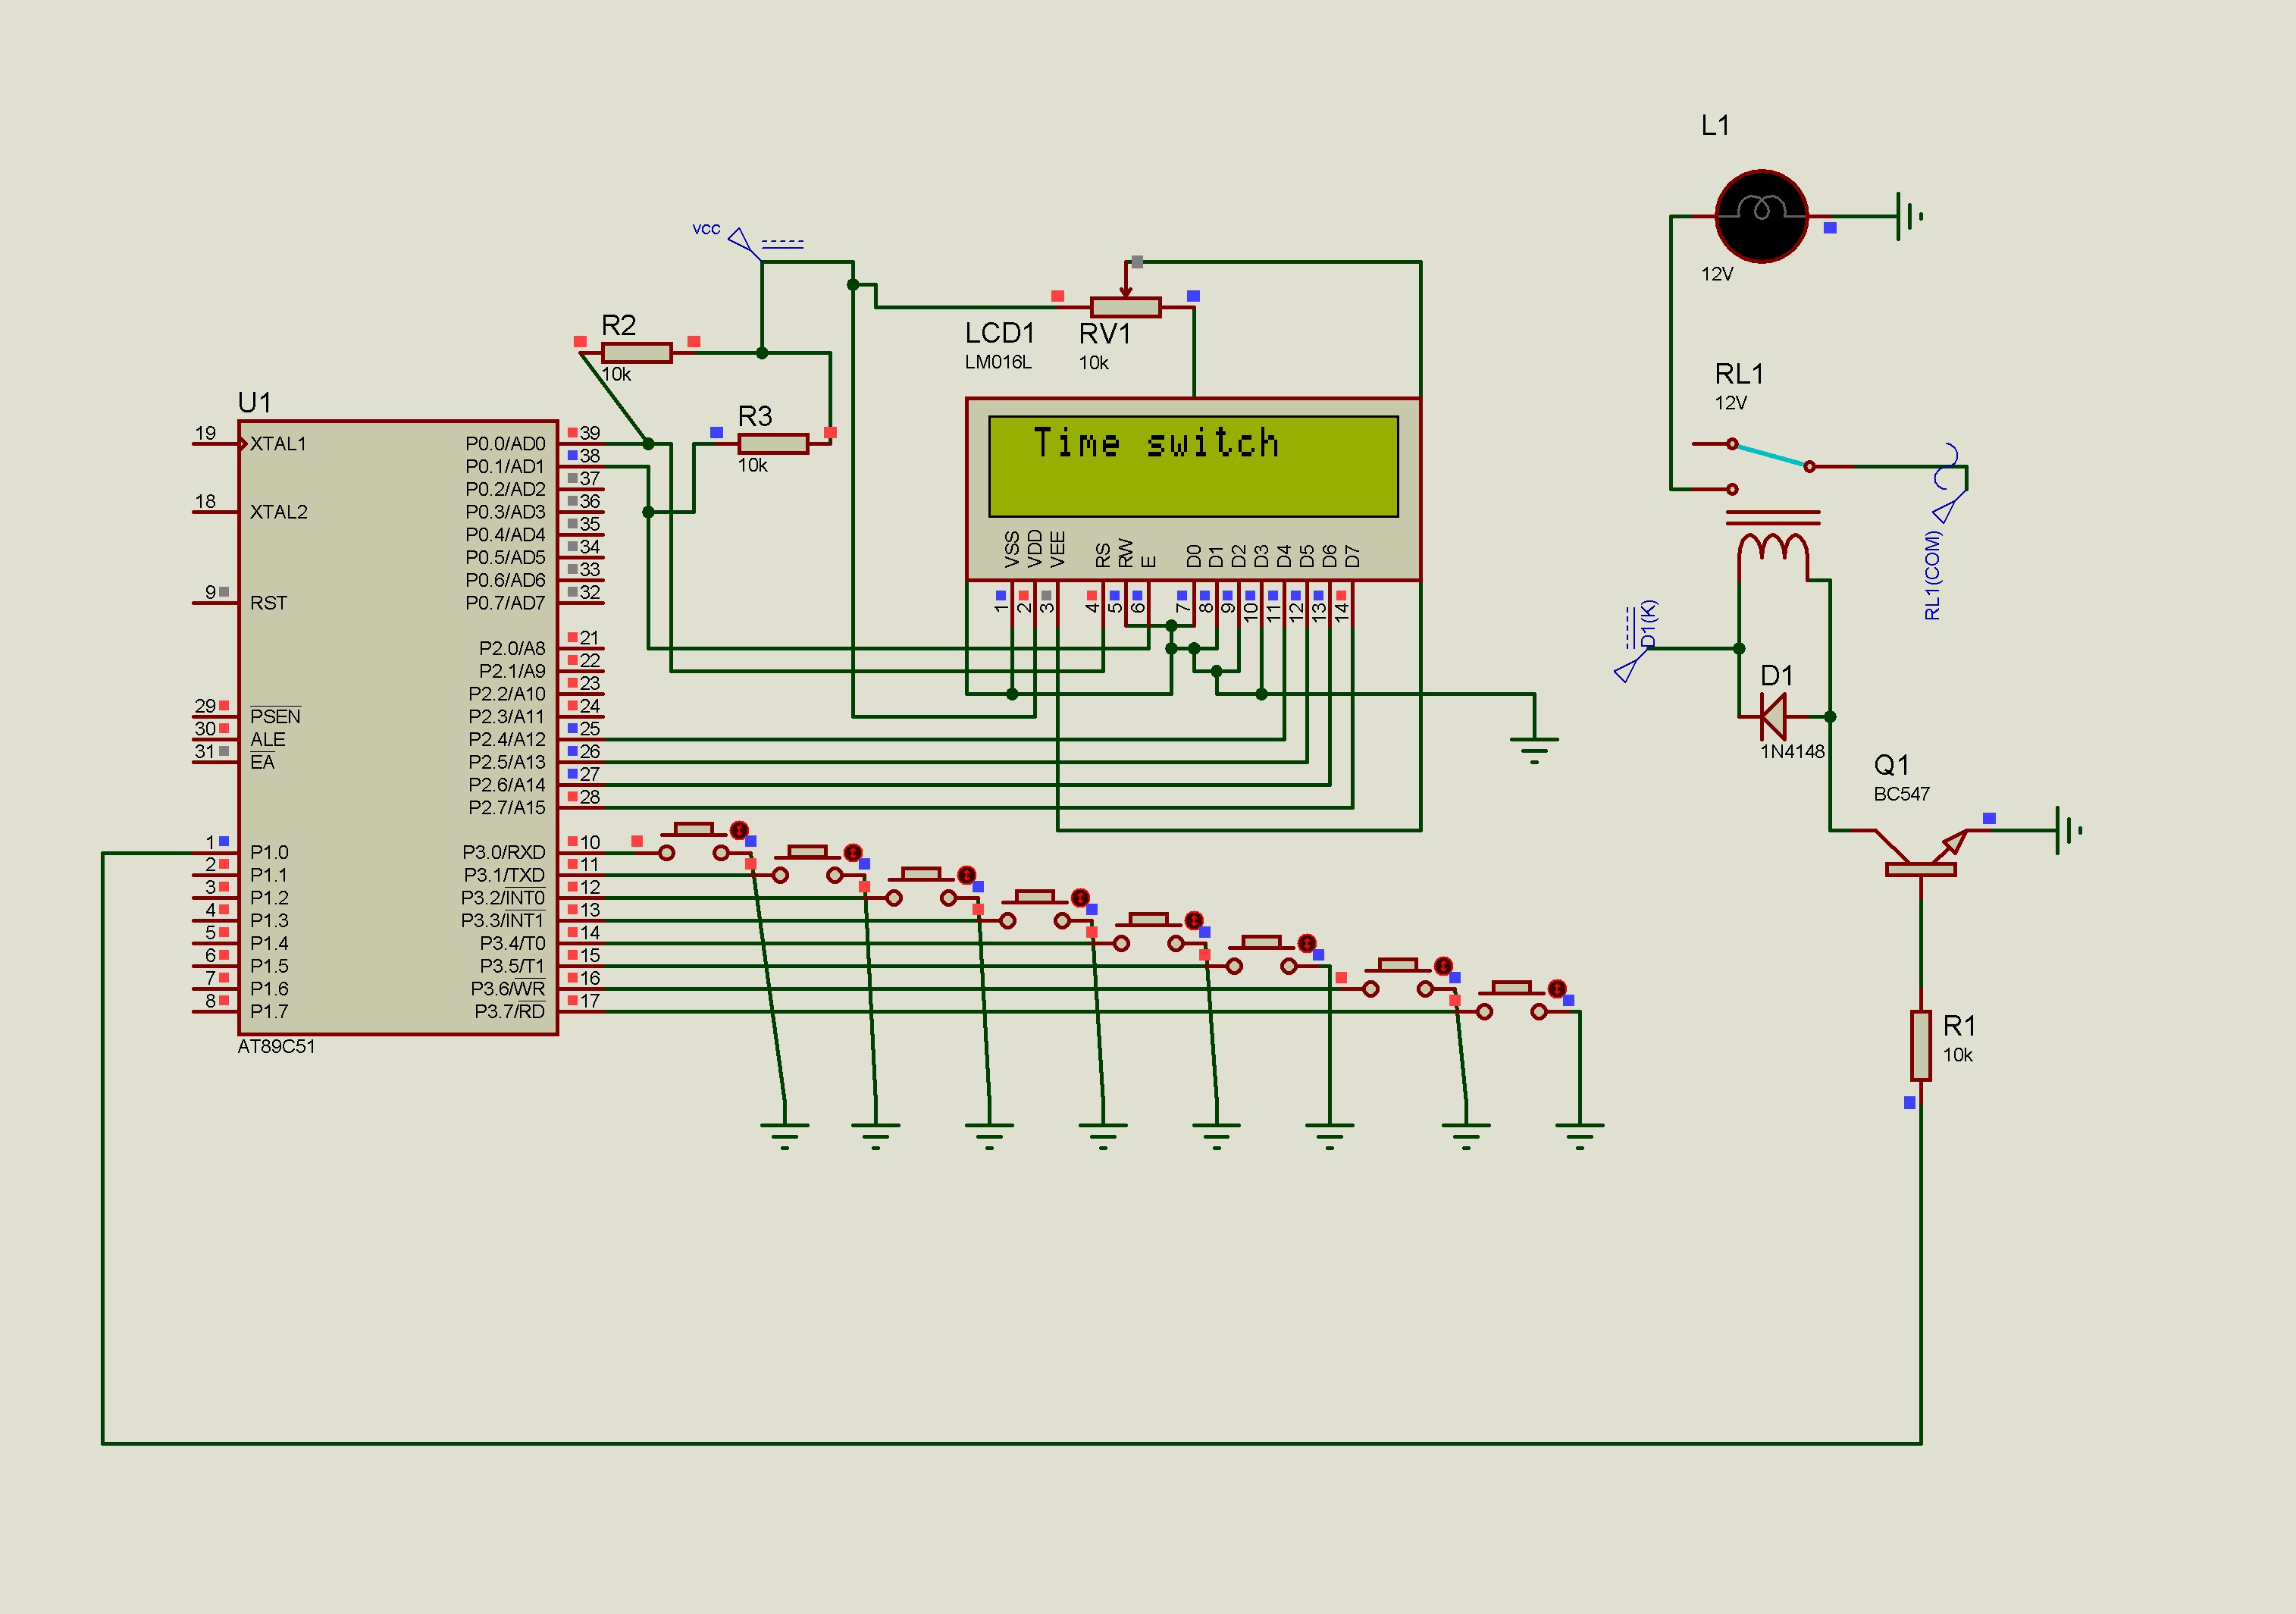 L1
12V
VCC
R2
10k
LCD1
LM016L
RV1
10k
RL1
12V
R3
10k
Time switch
VSS
VDD
VEE
RS
RW
E
D0
D1
D2
D3
D4
D5
D6
D7
1
2
3
4
5
6
7
8
9
10
11
12
13
14
U1
19
XTAL1
18
XTAL2
9
RST
29
PSEN
30
ALE
31
EA
1
P1.0
2
P1.1
3
P1.2
4
P1.3
5
P1.4
6
P1.5
7
P1.6
8
P1.7
P0.0/AD0
39
P0.1/AD1
38
P0.2/AD2
37
P0.3/AD3
36
P0.4/AD4
35
P0.5/AD5
34
P0.6/AD6
33
P0.7/AD7
32
P2.0/A8
21
P2.1/A9
22
P2.2/A10
23
P2.3/A11
24
P2.4/A12
25
P2.5/A13
26
P2.6/A14
27
P2.7/A15
28
P3.0/RXD
10
P3.1/TXD
11
P3.2/INT0
12
P3.3/INT1
13
P3.4/T0
14
P3.5/T1
15
P3.6/WR
16
P3.7/RD
17
AT89C51
RL1(COM)
D1(K)
D1
1N4148
Q1
BC547
R1
10k